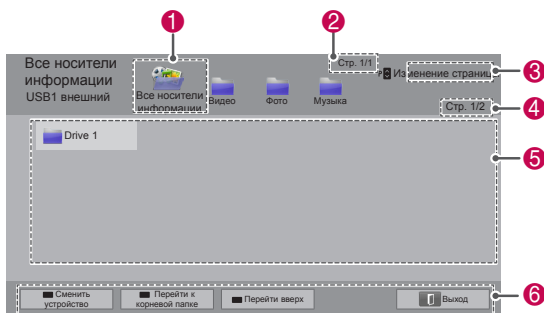 1
2
Все носители
информации
USB1 внешний
Все носители
информации
Видео
Фото
Музыка
Стр. 1/1
P Изменение страниц
3
Стр. 1/2
4
Drive 1
5
Сменить
устройство
Перейти к
корневой папке
Перейти вверх
Выход
6